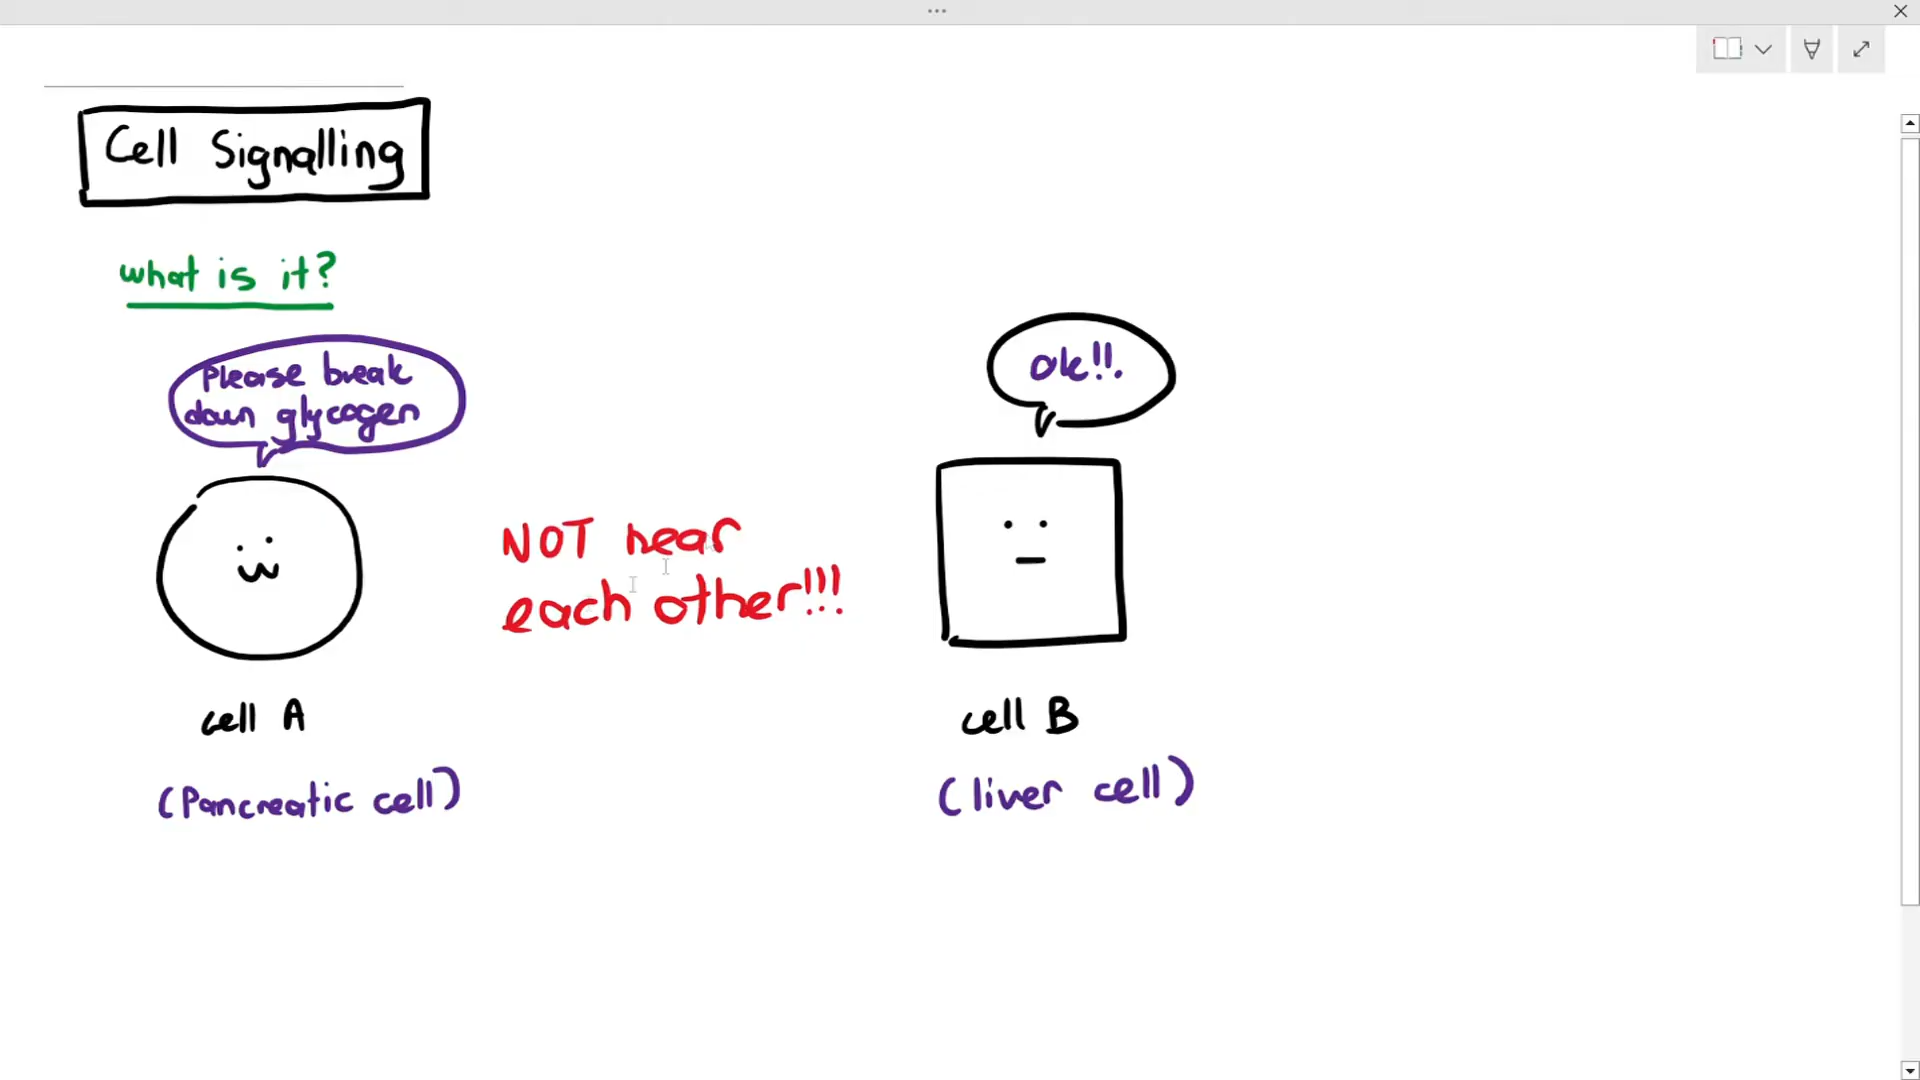 Cell Signalling
what is it?
Please break
down glycogen
ok!!.
NOT near
each other!!!
cell A
cell B
(Pancreatic cell)
(liver cell)